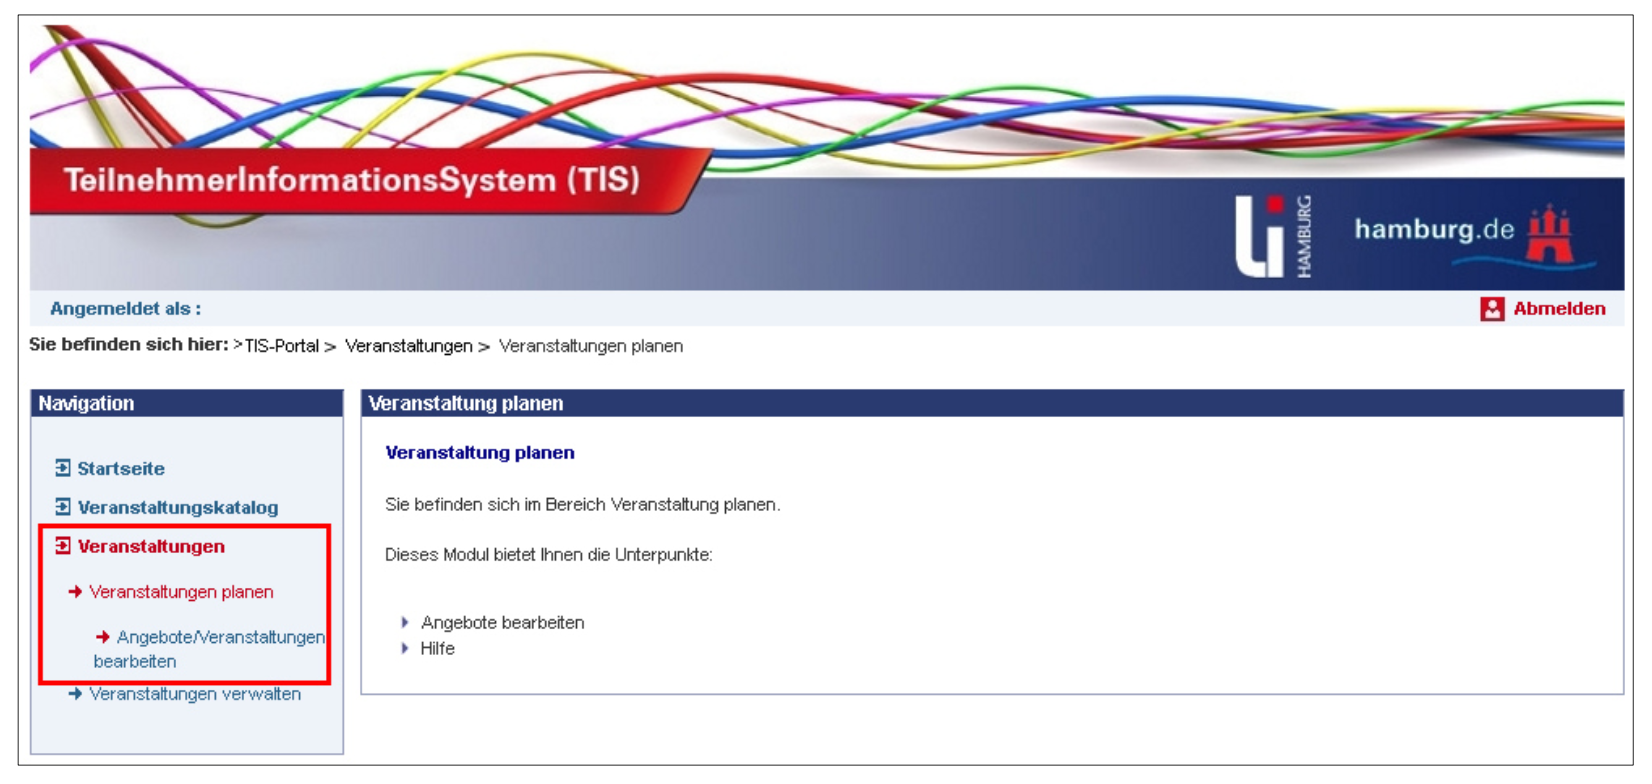 TeilnehmerInformationsSystem (TIS)
Li HAMBURG
hamburg.de
Angemeldet als :
Abmelden
Sie befinden sich hier: >TIS-Portal > Veranstaltungen > Veranstaltungen planen
Navigation
Startseite
Veranstaltungskatalog
Veranstaltungen
Veranstaltungen planen
Angebote/Veranstaltungen
bearbeiten
Veranstaltungen verwalten
Veranstaltung planen
Veranstaltung planen
Sie befinden sich im Bereich Veranstaltung planen.
Dieses Modul bietet Ihnen die Unterpunkte:
Angebote bearbeiten
Hilfe